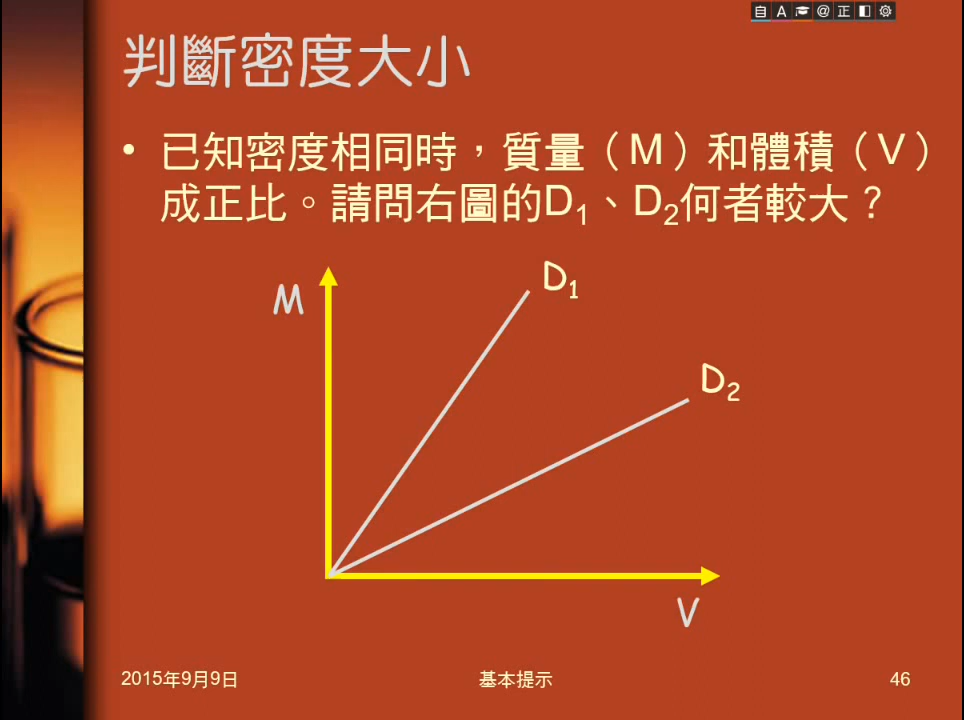 自 A @ 正
判斷密度大小
• 已知密度相同時，質量（M）和體積（V）
成正比。請問右圖的D₁、D₂何者較大？
D₁
M
D₂
V
2015年9月9日 基本提示 46